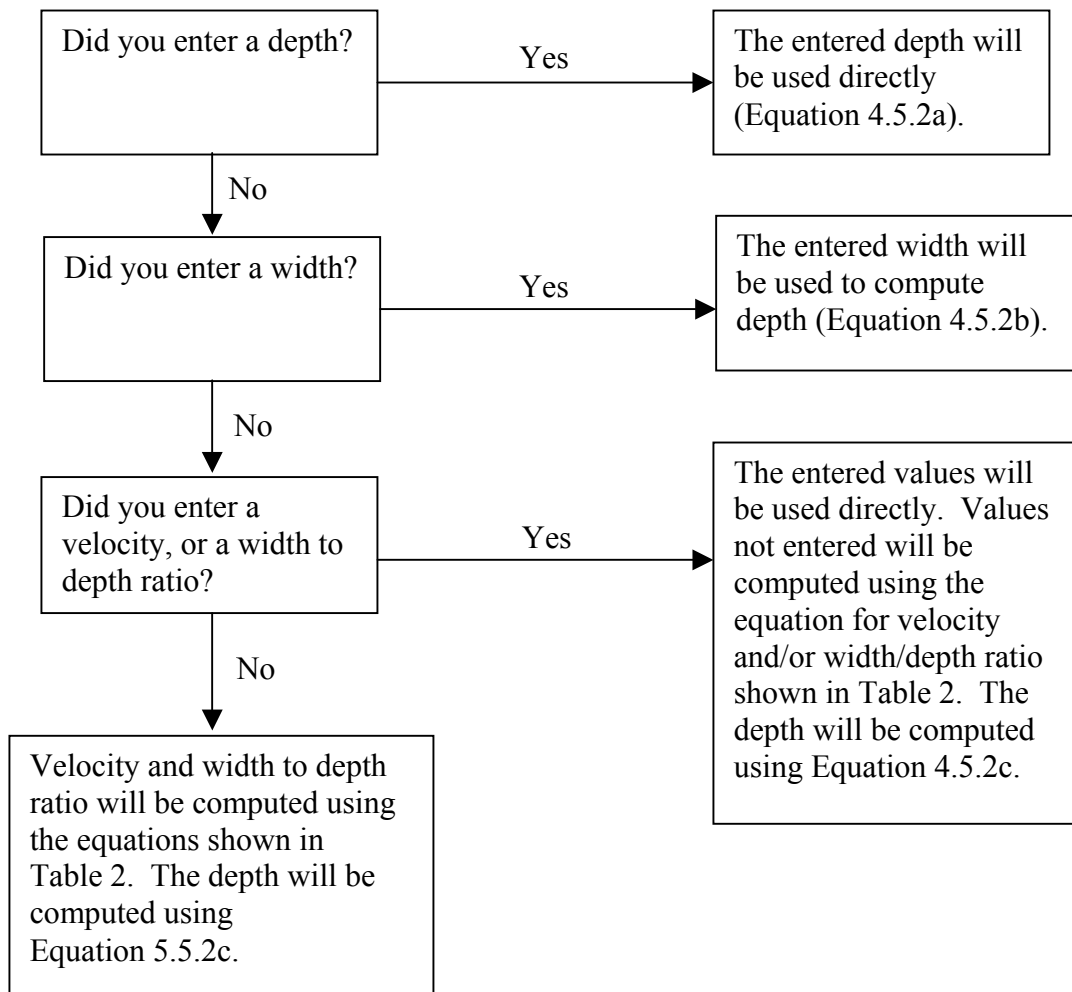 Did you enter a depth?
Yes
The entered depth will
be used directly
(Equation 4.5.2a).
No
Did you enter a width?
Yes
The entered width will
be used to compute
depth (Equation 4.5.2b).
No
Did you enter a
velocity, or a width to
depth ratio?
Yes
The entered values will
be used directly.  Values
not entered will be
computed using the
equation for velocity
and/or width/depth ratio
shown in Table 2.  The
depth will be computed
using Equation 4.5.2c.
No
Velocity and width to depth
ratio will be computed using
the equations shown in
Table 2.  The depth will be
computed using
Equation 5.5.2c.